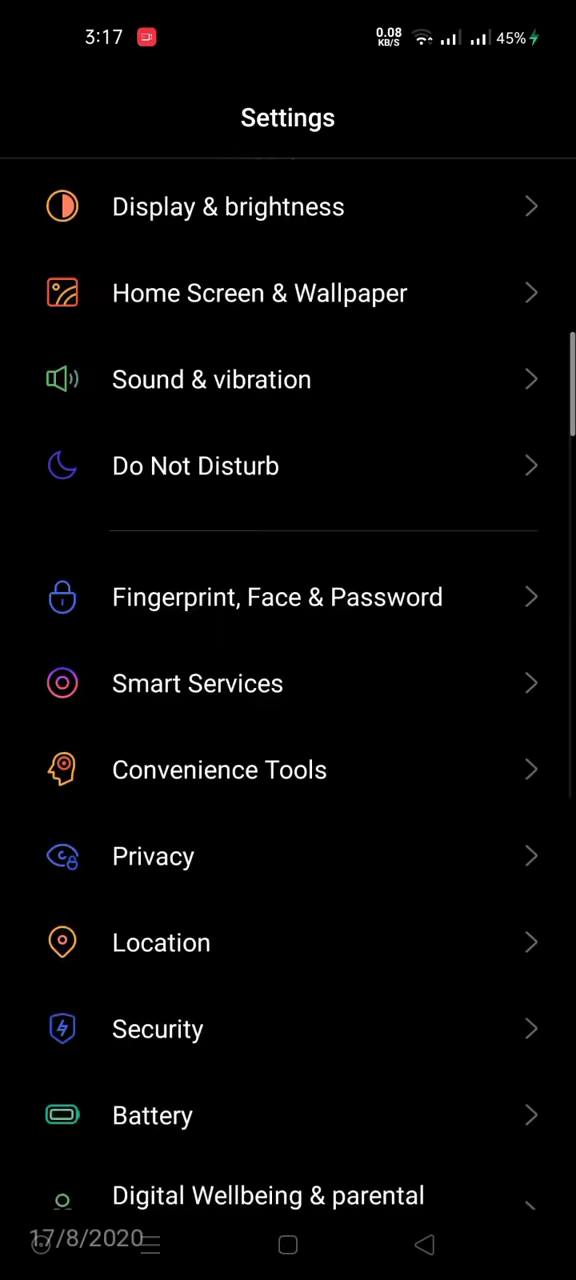 3:17
0.08
KB/S
45%
Settings
Display & brightness
Home Screen & Wallpaper
Sound & vibration
Do Not Disturb
Fingerprint, Face & Password
Smart Services
Convenience Tools
Privacy
Location
Security
Battery
Digital Wellbeing & parental
17/8/2020